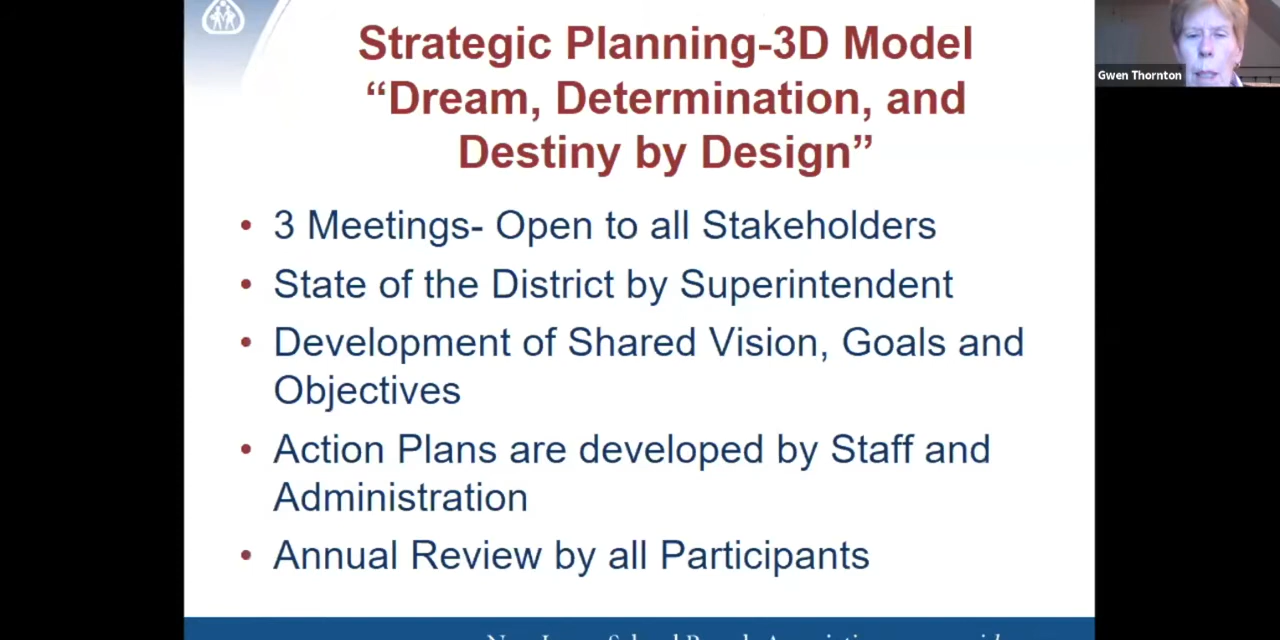 Strategic Planning-3D Model
“Dream, Determination, and
Destiny by Design”
Gwen Thornton
• 3 Meetings- Open to all Stakeholders
• State of the District by Superintendent
• Development of Shared Vision, Goals and
Objectives
• Action Plans are developed by Staff and
Administration
• Annual Review by all Participants